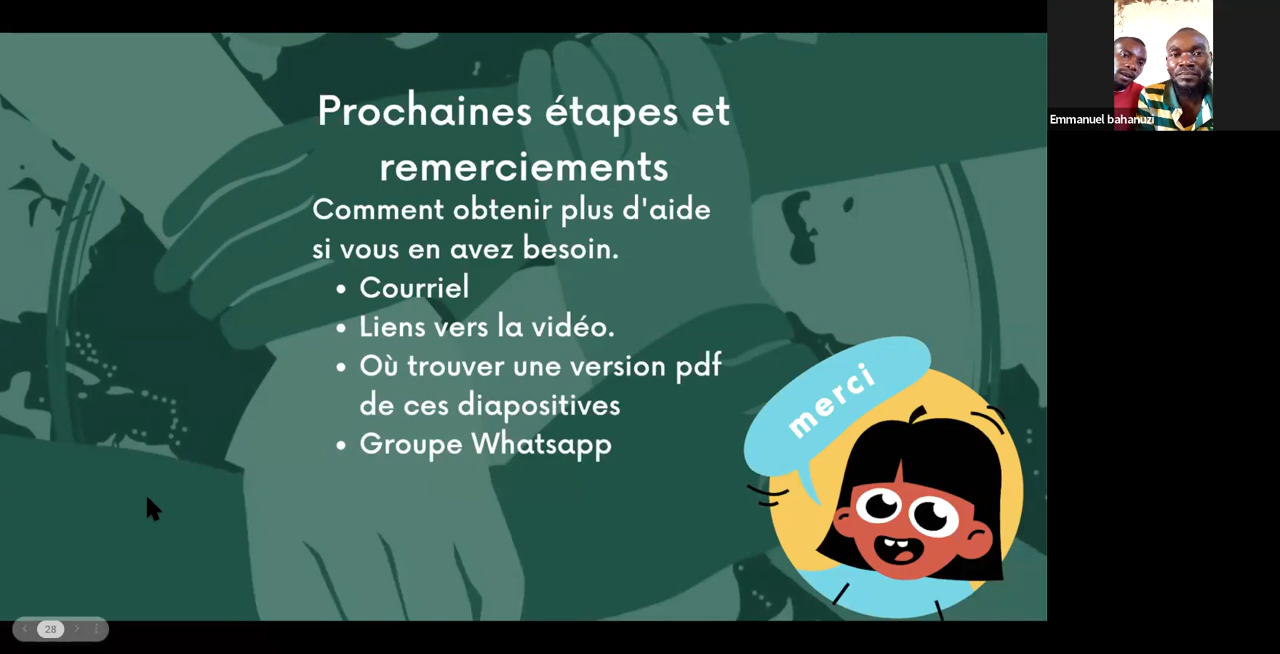 Prochaines étapes et
remerciements
Comment obtenir plus d'aide
si vous en avez besoin.
• Courriel
• Liens vers la vidéo.
• Où trouver une version pdf
de ces diapositives
• Groupe Whatsapp
merci
Emmanuel bahanuzi
28